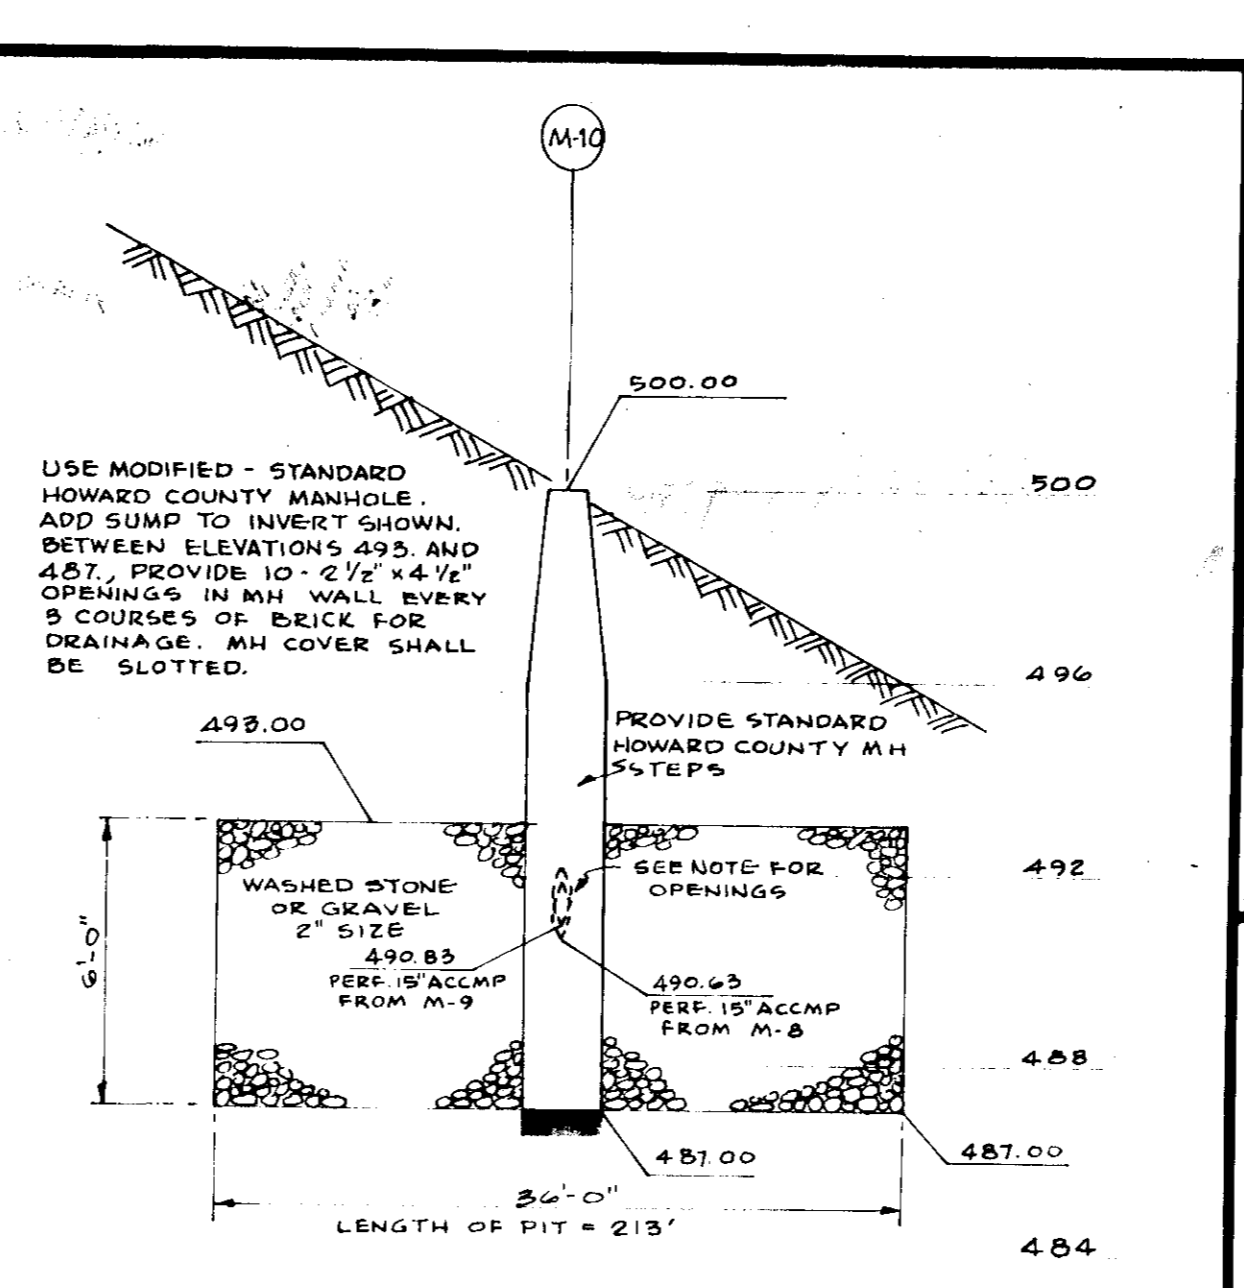 M-10
500.00
500
USE MODIFIED - STANDARD
HOWARD COUNTY MANHOLE.
ADD SUMP TO INVERT SHOWN.
BETWEEN ELEVATIONS 493. AND
487., PROVIDE 10 - 2 1/2" x 4 1/2"
OPENINGS IN MH WALL EVERY
3 COURSES OF BRICK FOR
DRAINAGE. MH COVER SHALL
BE SLOTTED.
496
493.00
PROVIDE STANDARD
HOWARD COUNTY MH
STEPS
492
SEE NOTE FOR
OPENINGS
WASHED STONE
OR GRAVEL
2" SIZE
6'-0"
490.83
PERF. 15" ACCMP
FROM M-9
490.63
PERF. 15" ACCMP
FROM M-8
488
487.00
487.00
36'-0"
LENGTH OF PIT = 213'
484